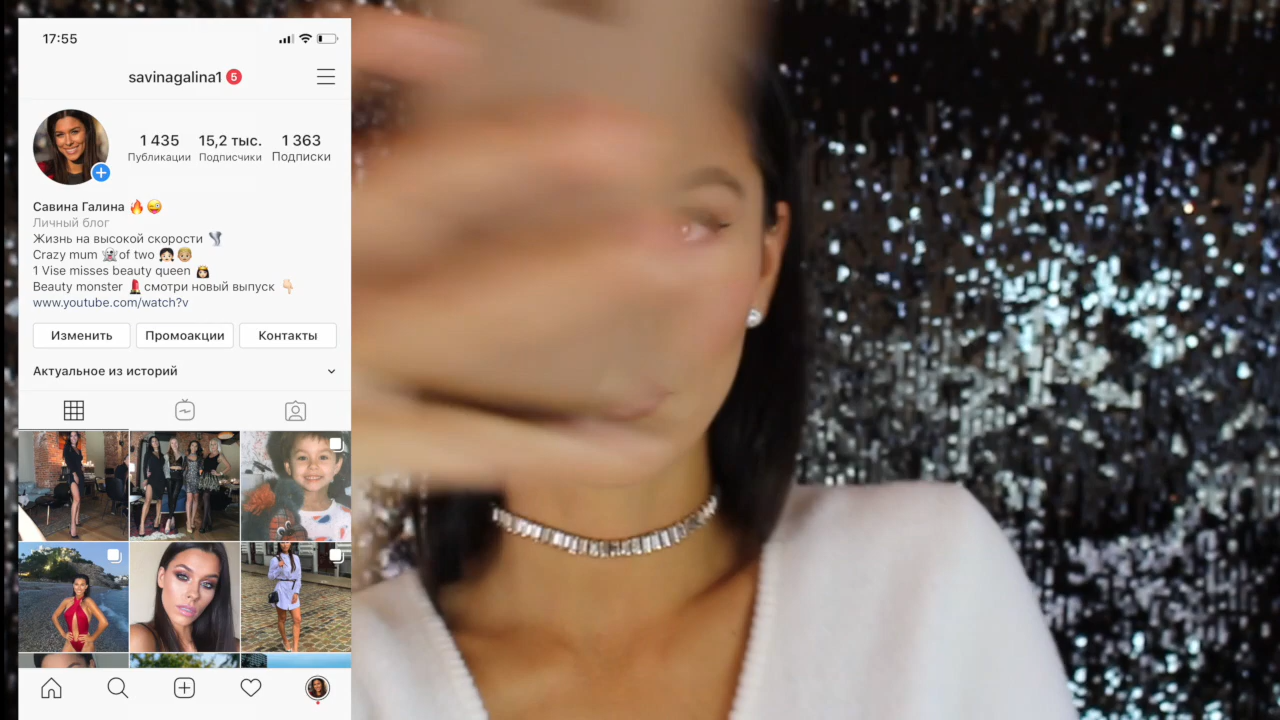 17:55
savinagalina1 5
1 435 15,2 тыс. 1 363
Публикации Подписчики Подписки
Савина Галина
Личный блог
Жизнь на высокой скорости
Crazy mum of two
1 Vise misses beauty queen
Beauty monster смотри новый выпуск
www.youtube.com/watch?v
Изменить Промоакции Контакты
Актуальное из историй